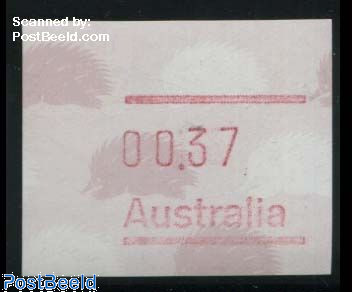 Scanned by:
PostBeeld.com
00.37
Australia
PostBeeld